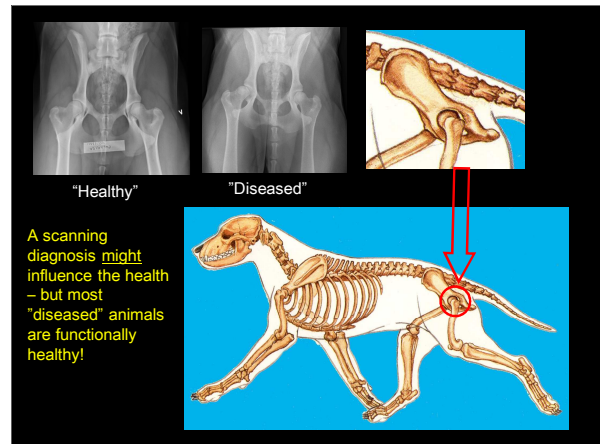 “Healthy”
”Diseased”
A scanning
diagnosis might
influence the health
– but most
”diseased” animals
are functionally
healthy!